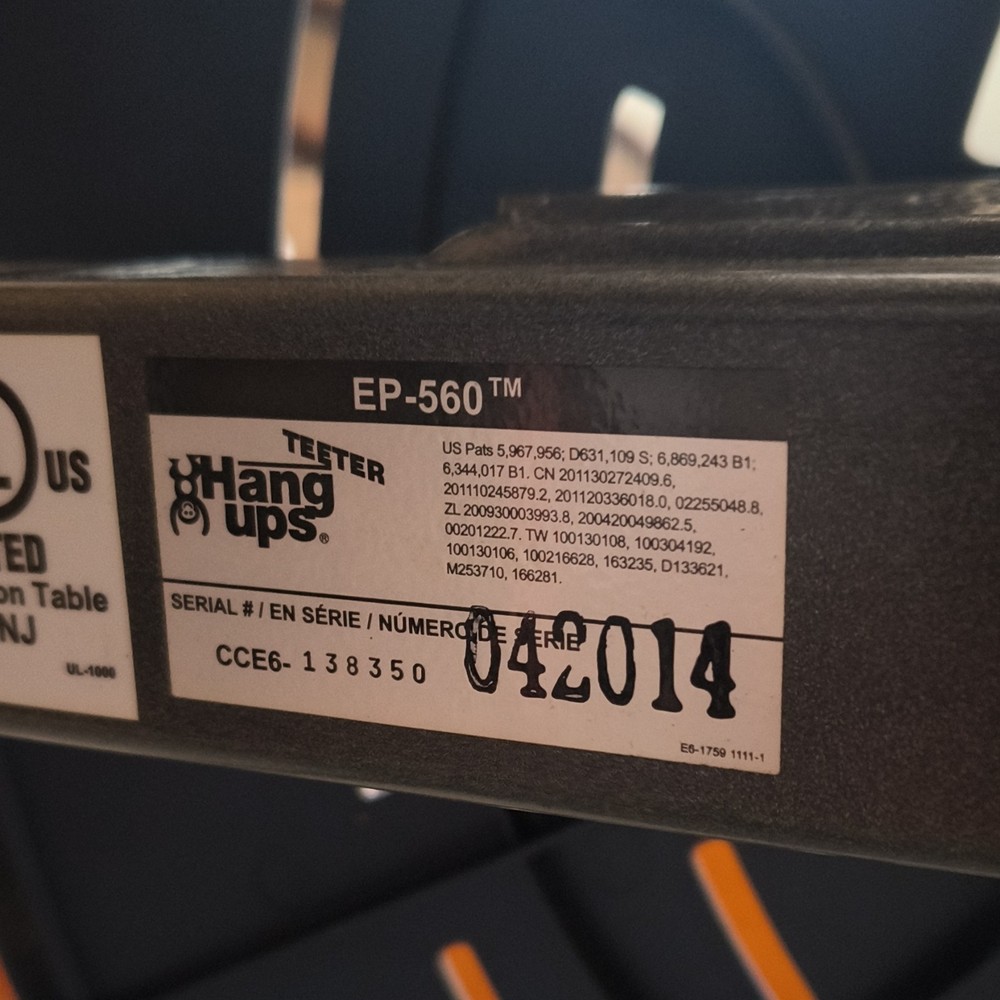 US
TED
on Table
NJ
UL-1000
EP-560™
TEETER
Hang
ups®
US Pats 5,967,956; D631,109 S; 6,869,243 B1;
6,344,017 B1. CN 201130272409.6,
201110245879.2, 201120336018.0, 02255048.8,
ZL 200930003993.8, 200420049862.5,
00201222.7. TW 100130108, 100304192,
100130106, 100216628, 163235, D133621,
M253710, 166281.
SERIAL # / EN SÉRIE / NÚMERO DE SERIE
CCE6- 138350
042014
E6-1759 1111-1